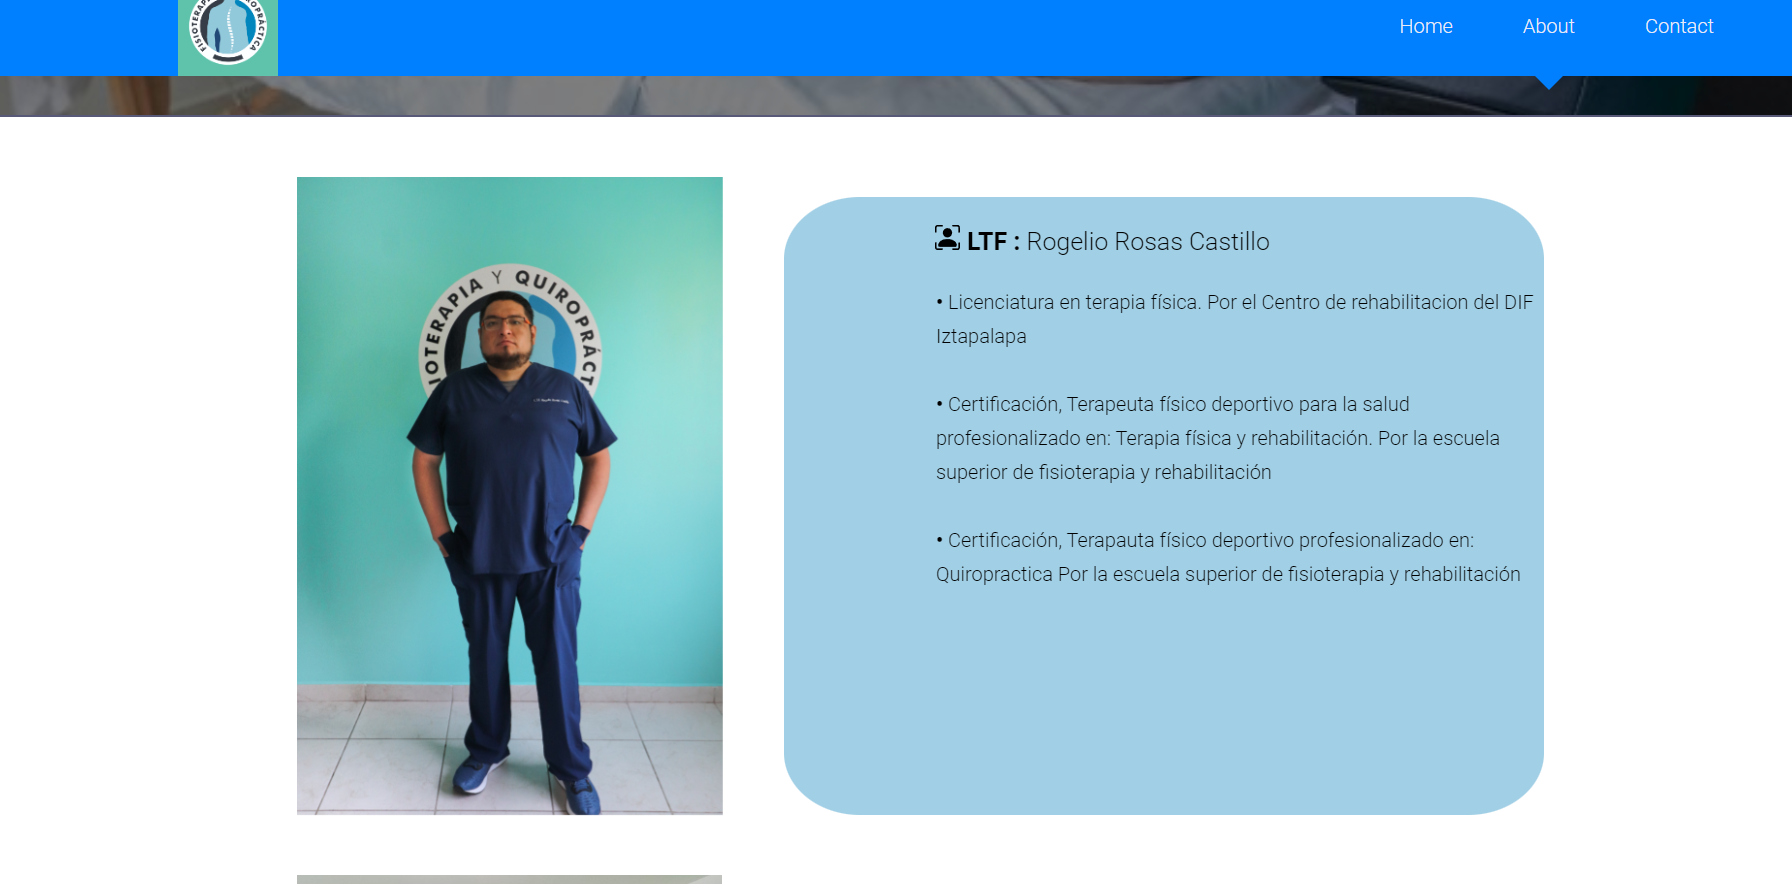 FISIOTERAPI
ROPRÁCTICA
Home
About
Contact
IOTERAPIA Y QUIROPRÁCT
LTF : Rogelio Rosas Castillo
• Licenciatura en terapia física. Por el Centro de rehabilitacion del DIF
Iztapalapa
• Certificación, Terapeuta físico deportivo para la salud
profesionalizado en: Terapia física y rehabilitación. Por la escuela
superior de fisioterapia y rehabilitación
• Certificación, Terapauta físico deportivo profesionalizado en:
Quiropractica Por la escuela superior de fisioterapia y rehabilitación